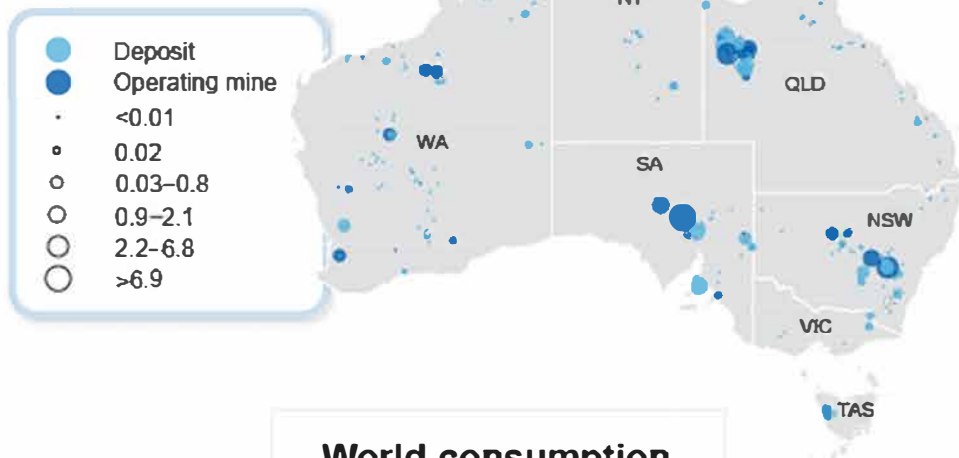 Deposit
Operating mine
<0.01
0.02
0.03–0.8
0.9–2.1
2.2–6.8
>6.9
NT
QLD
WA
SA
NSW
VIC
TAS
World consumption